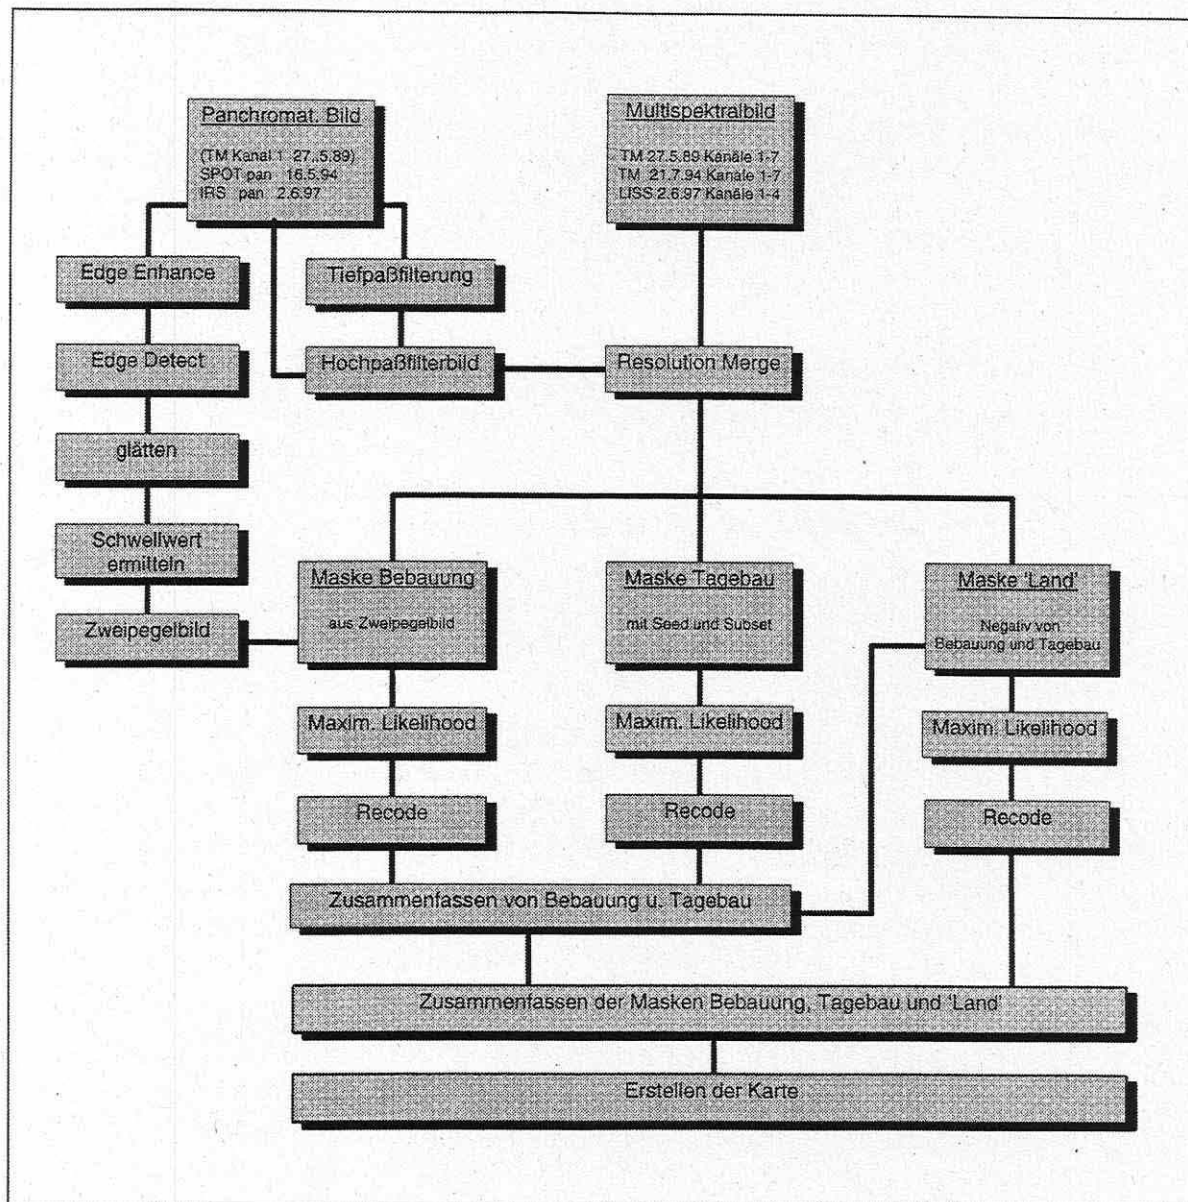 Panchromat. Bild
(TM Kanal 1 27..5.89)
SPOT pan 16.5.94
IRS pan 2.6.97
Multispektralbild
TM 27.5.89 Kanäle 1-7
TM 21.7.94 Kanäle 1-7
LISS 2.6.97 Kanäle 1-4
Edge Enhance
Tiefpaßfilterung
Edge Detect
Hochpaßfilterbild
Resolution Merge
glätten
Schwellwert
ermitteln
Zweipegelbild
Maske Bebauung
aus Zweipegelbild
Maske Tagebau
mit Seed und Subset
Maske 'Land'
Negativ von
Bebauung und Tagebau
Maxim. Likelihood
Maxim. Likelihood
Maxim. Likelihood
Recode
Recode
Recode
Zusammenfassen von Bebauung u. Tagebau
Zusammenfassen der Masken Bebauung, Tagebau und 'Land'
Erstellen der Karte